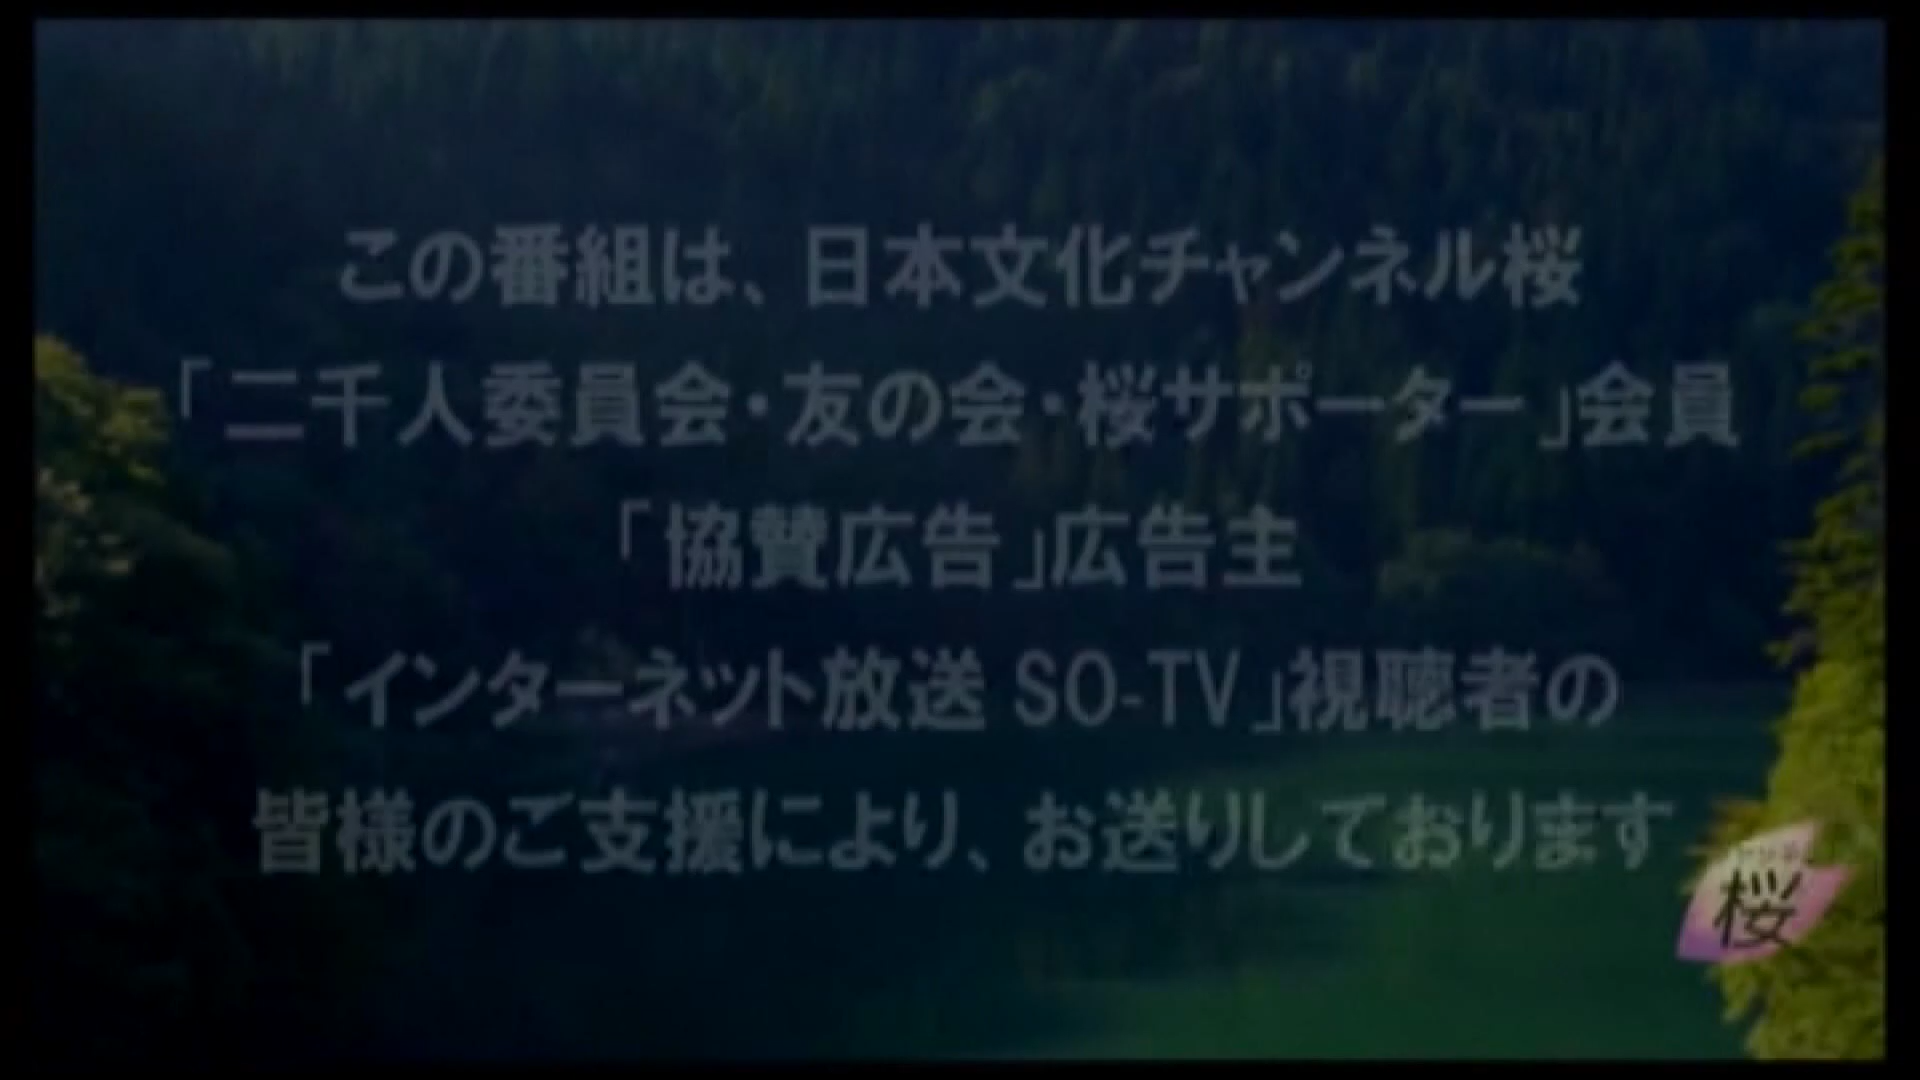 この番組は、日本文化チャンネル桜
「二千人委員会・友の会・桜サポーター」会員
「協賛広告」広告主
「インターネット放送 SO-TV」視聴者の
皆様のご支援により、お送りしております
桜